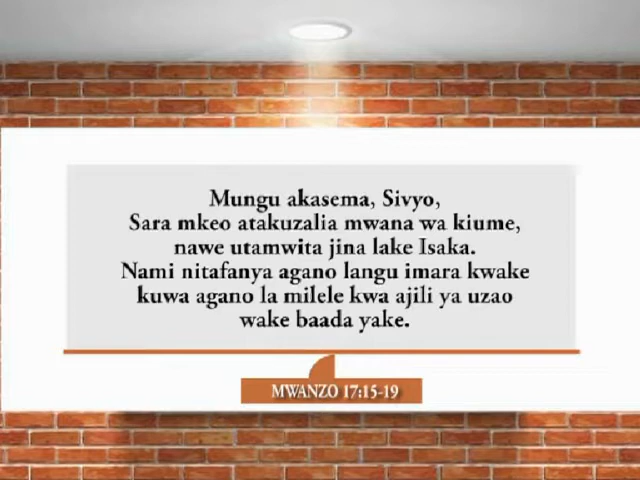 Mungu akasema, Sivyo,
Sara mkeo atakuzalia mwana wa kiume,
nawe utamwita jina lake Isaka.
Nami nitafanya agano langu imara kwake
kuwa agano la milele kwa ajili ya uzao
wake baada yake.
MWANZO 17:15-19